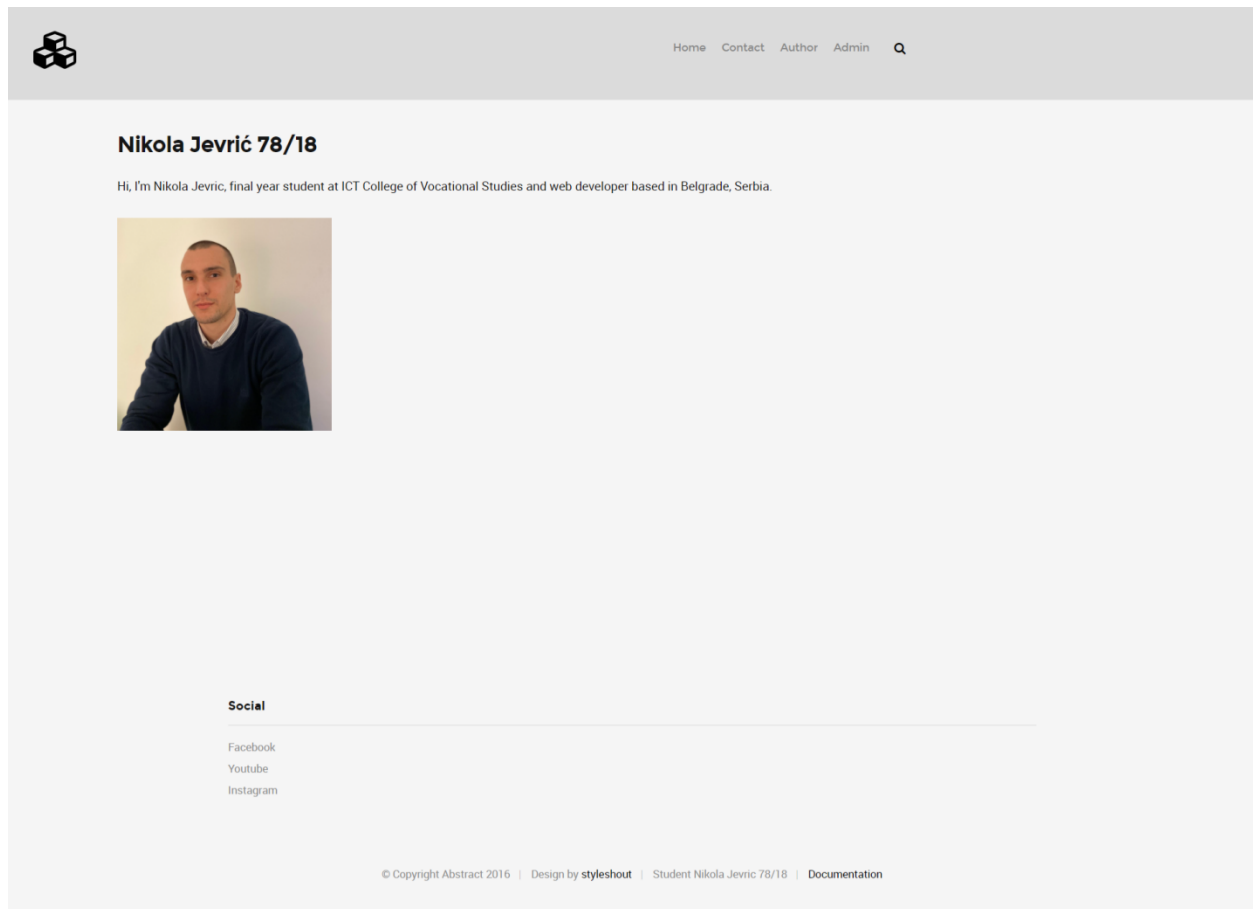 Home Contact Author Admin
Nikola Jevrić 78/18
Hi, I'm Nikola Jevric, final year student at ICT College of Vocational Studies and web developer based in Belgrade, Serbia.
Social
Facebook
Youtube
Instagram
© Copyright Abstract 2016 | Design by styleshout | Student Nikola Jevric 78/18 | Documentation